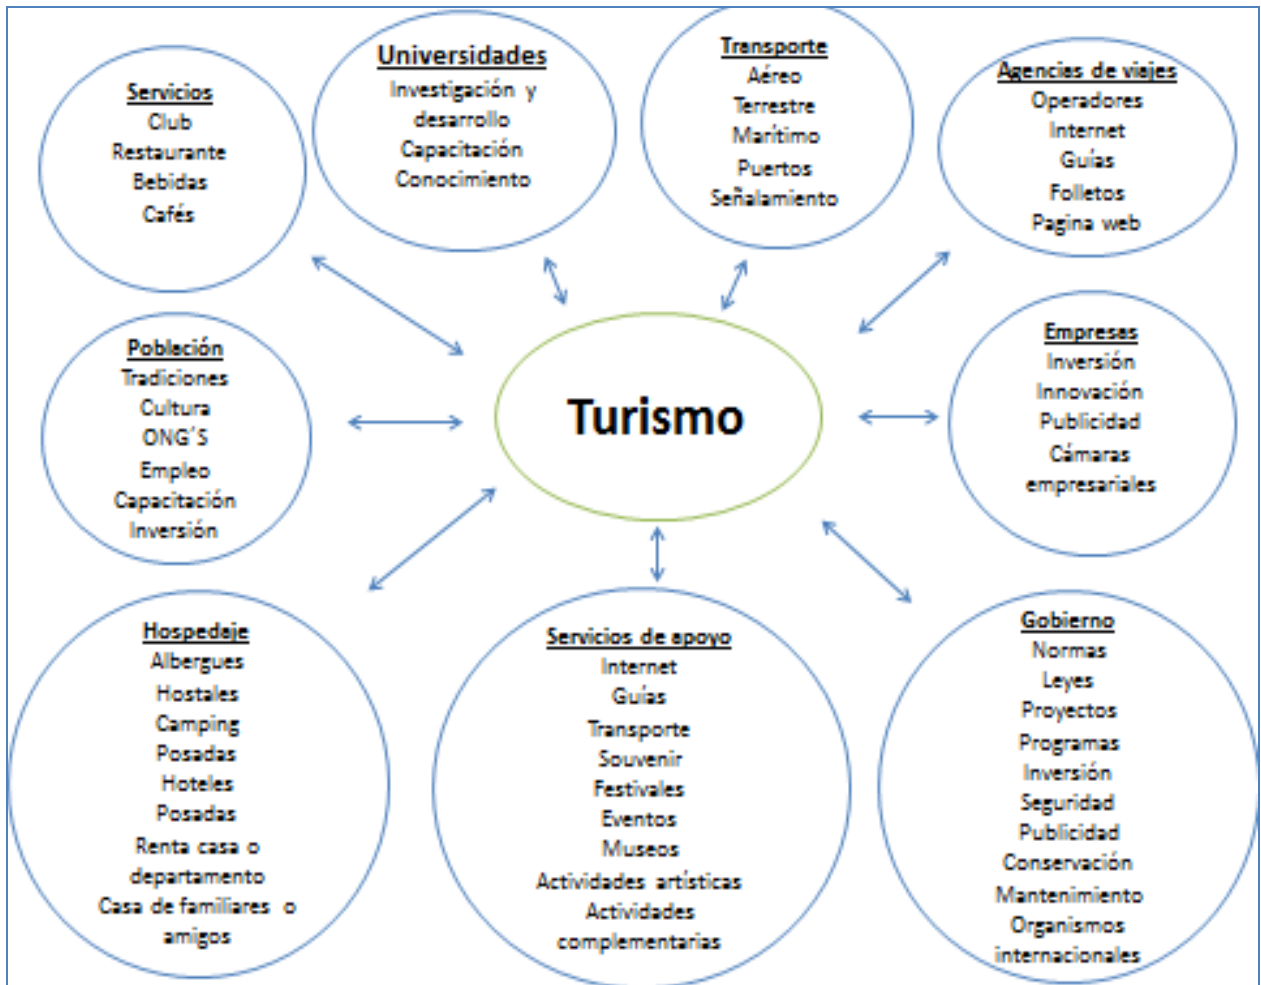 Servicios
Club
Restaurante
Bebidas
Cafés
Universidades
Investigación y
desarrollo
Capacitación
Conocimiento
Transporte
Aéreo
Terrestre
Marítimo
Puertos
Señalamiento
Agencias de viajes
Operadores
Internet
Guías
Folletos
Pagina web
Población
Tradiciones
Cultura
ONG´S
Empleo
Capacitación
Inversión
Turismo
Empresas
Inversión
Innovación
Publicidad
Cámaras
empresariales
Hospedaje
Albergues
Hostales
Camping
Posadas
Hoteles
Posadas
Renta casa o
departamento
Casa de familiares o
amigos
Servicios de apoyo
Internet
Guías
Transporte
Souvenir
Festivales
Eventos
Museos
Actividades artísticas
Actividades
complementarias
Gobierno
Normas
Leyes
Proyectos
Programas
Inversión
Seguridad
Publicidad
Conservación
Mantenimiento
Organismos
internacionales